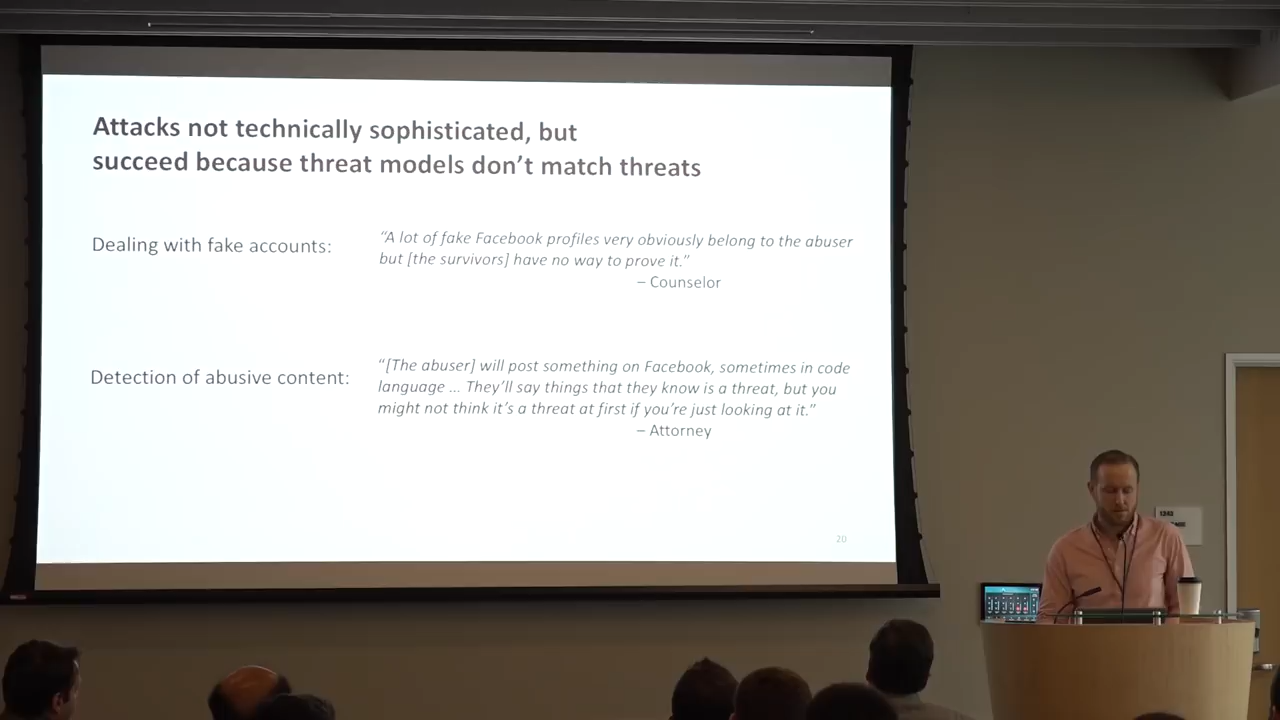 Attacks not technically sophisticated, but
succeed because threat models don’t match threats
Dealing with fake accounts:
“A lot of fake Facebook profiles very obviously belong to the abuser
but [the survivors] have no way to prove it.”
– Counselor
Detection of abusive content:
“[The abuser] will post something on Facebook, sometimes in code
language ... They’ll say things that they know is a threat, but you
might not think it’s a threat at first if you’re just looking at it.”
– Attorney
20